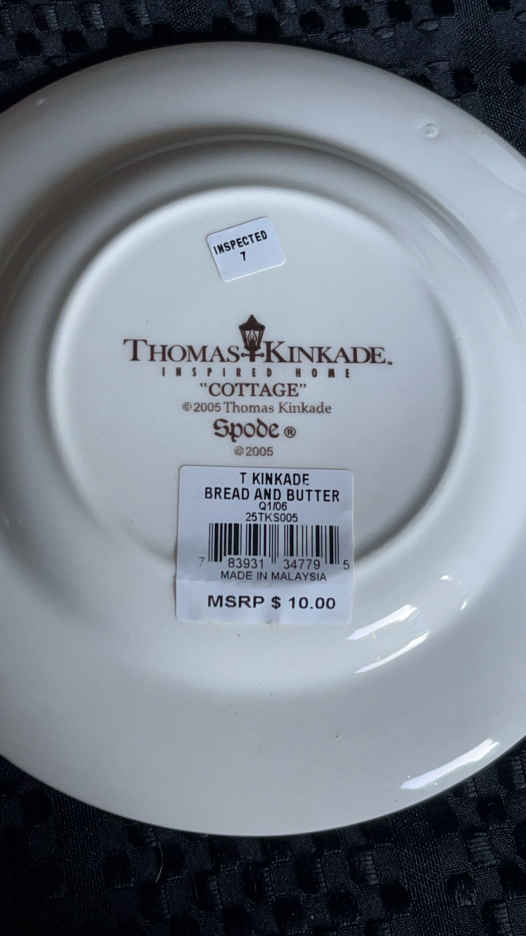 INSPECTED
7
THOMAS KINKADE™
INSPIRED HOME
"COTTAGE"
©2005 Thomas Kinkade
Spode®
©2005
T KINKADE
BREAD AND BUTTER
Q1/06
25TKS005
7 83931 34779 5
MADE IN MALAYSIA
MSRP $ 10.00